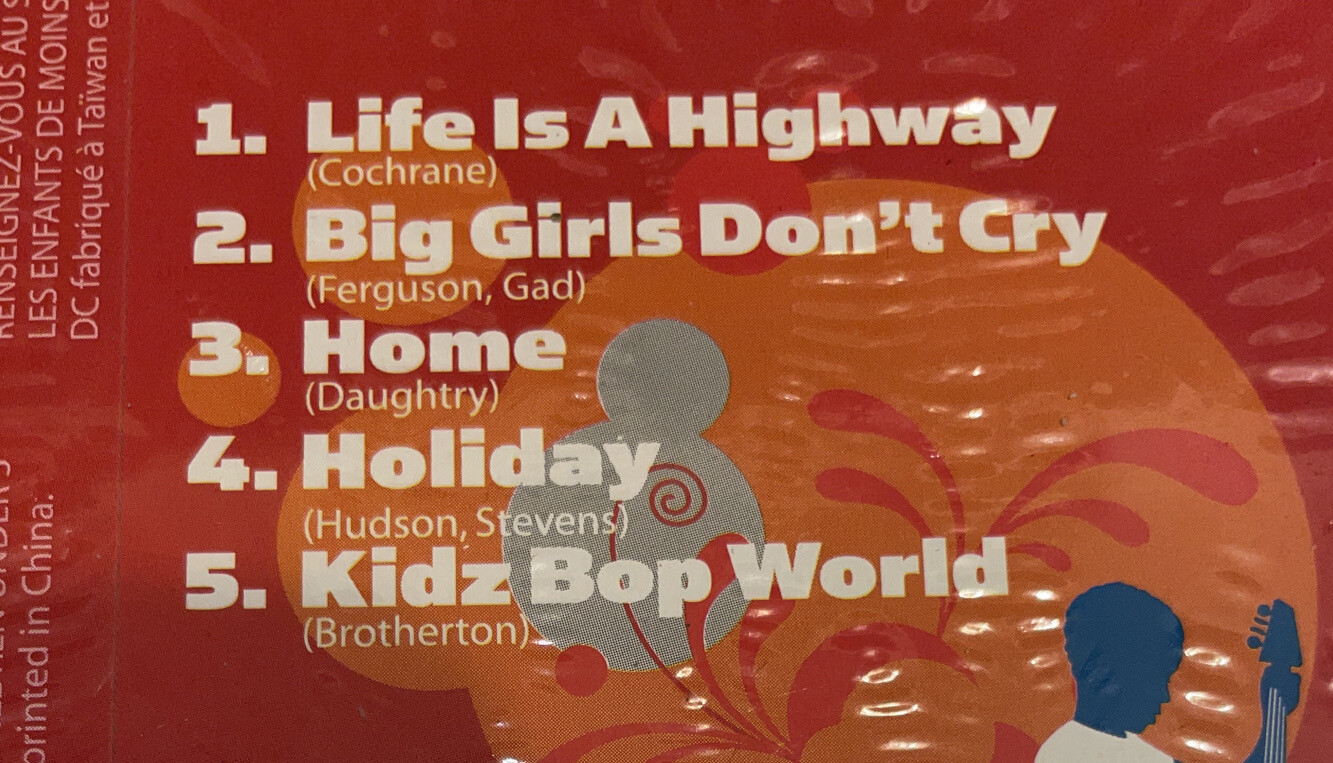 RENSEIGNEZ-VOUS AU
LES ENFANTS DE MOINS
DC fabriqué à Taïwan et
printed in China.
1. Life Is A Highway
(Cochrane)
2. Big Girls Don't Cry
(Ferguson, Gad)
3. Home
(Daughtry)
4. Holiday
(Hudson, Stevens)
5. Kidz Bop World
(Brotherton)